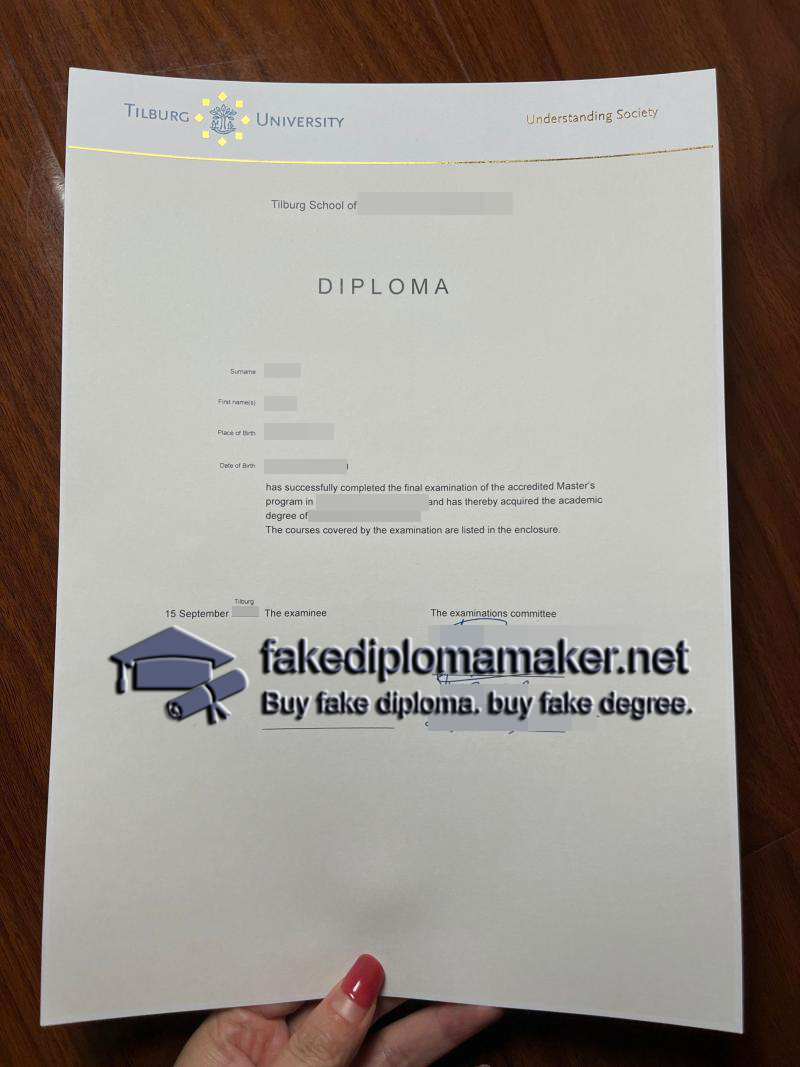 TILBURG UNIVERSITY
Understanding Society
Tilburg School of
DIPLOMA
Surname
First name(s)
Place of Birth
Date of Birth
has successfully completed the final examination of the accredited Master's
program in and has thereby acquired the academic
degree of
The courses covered by the examination are listed in the enclosure.
Tilburg
15 September The examinee The examinations committee
fakediplomamaker.net
Buy fake diploma. buy fake degree.